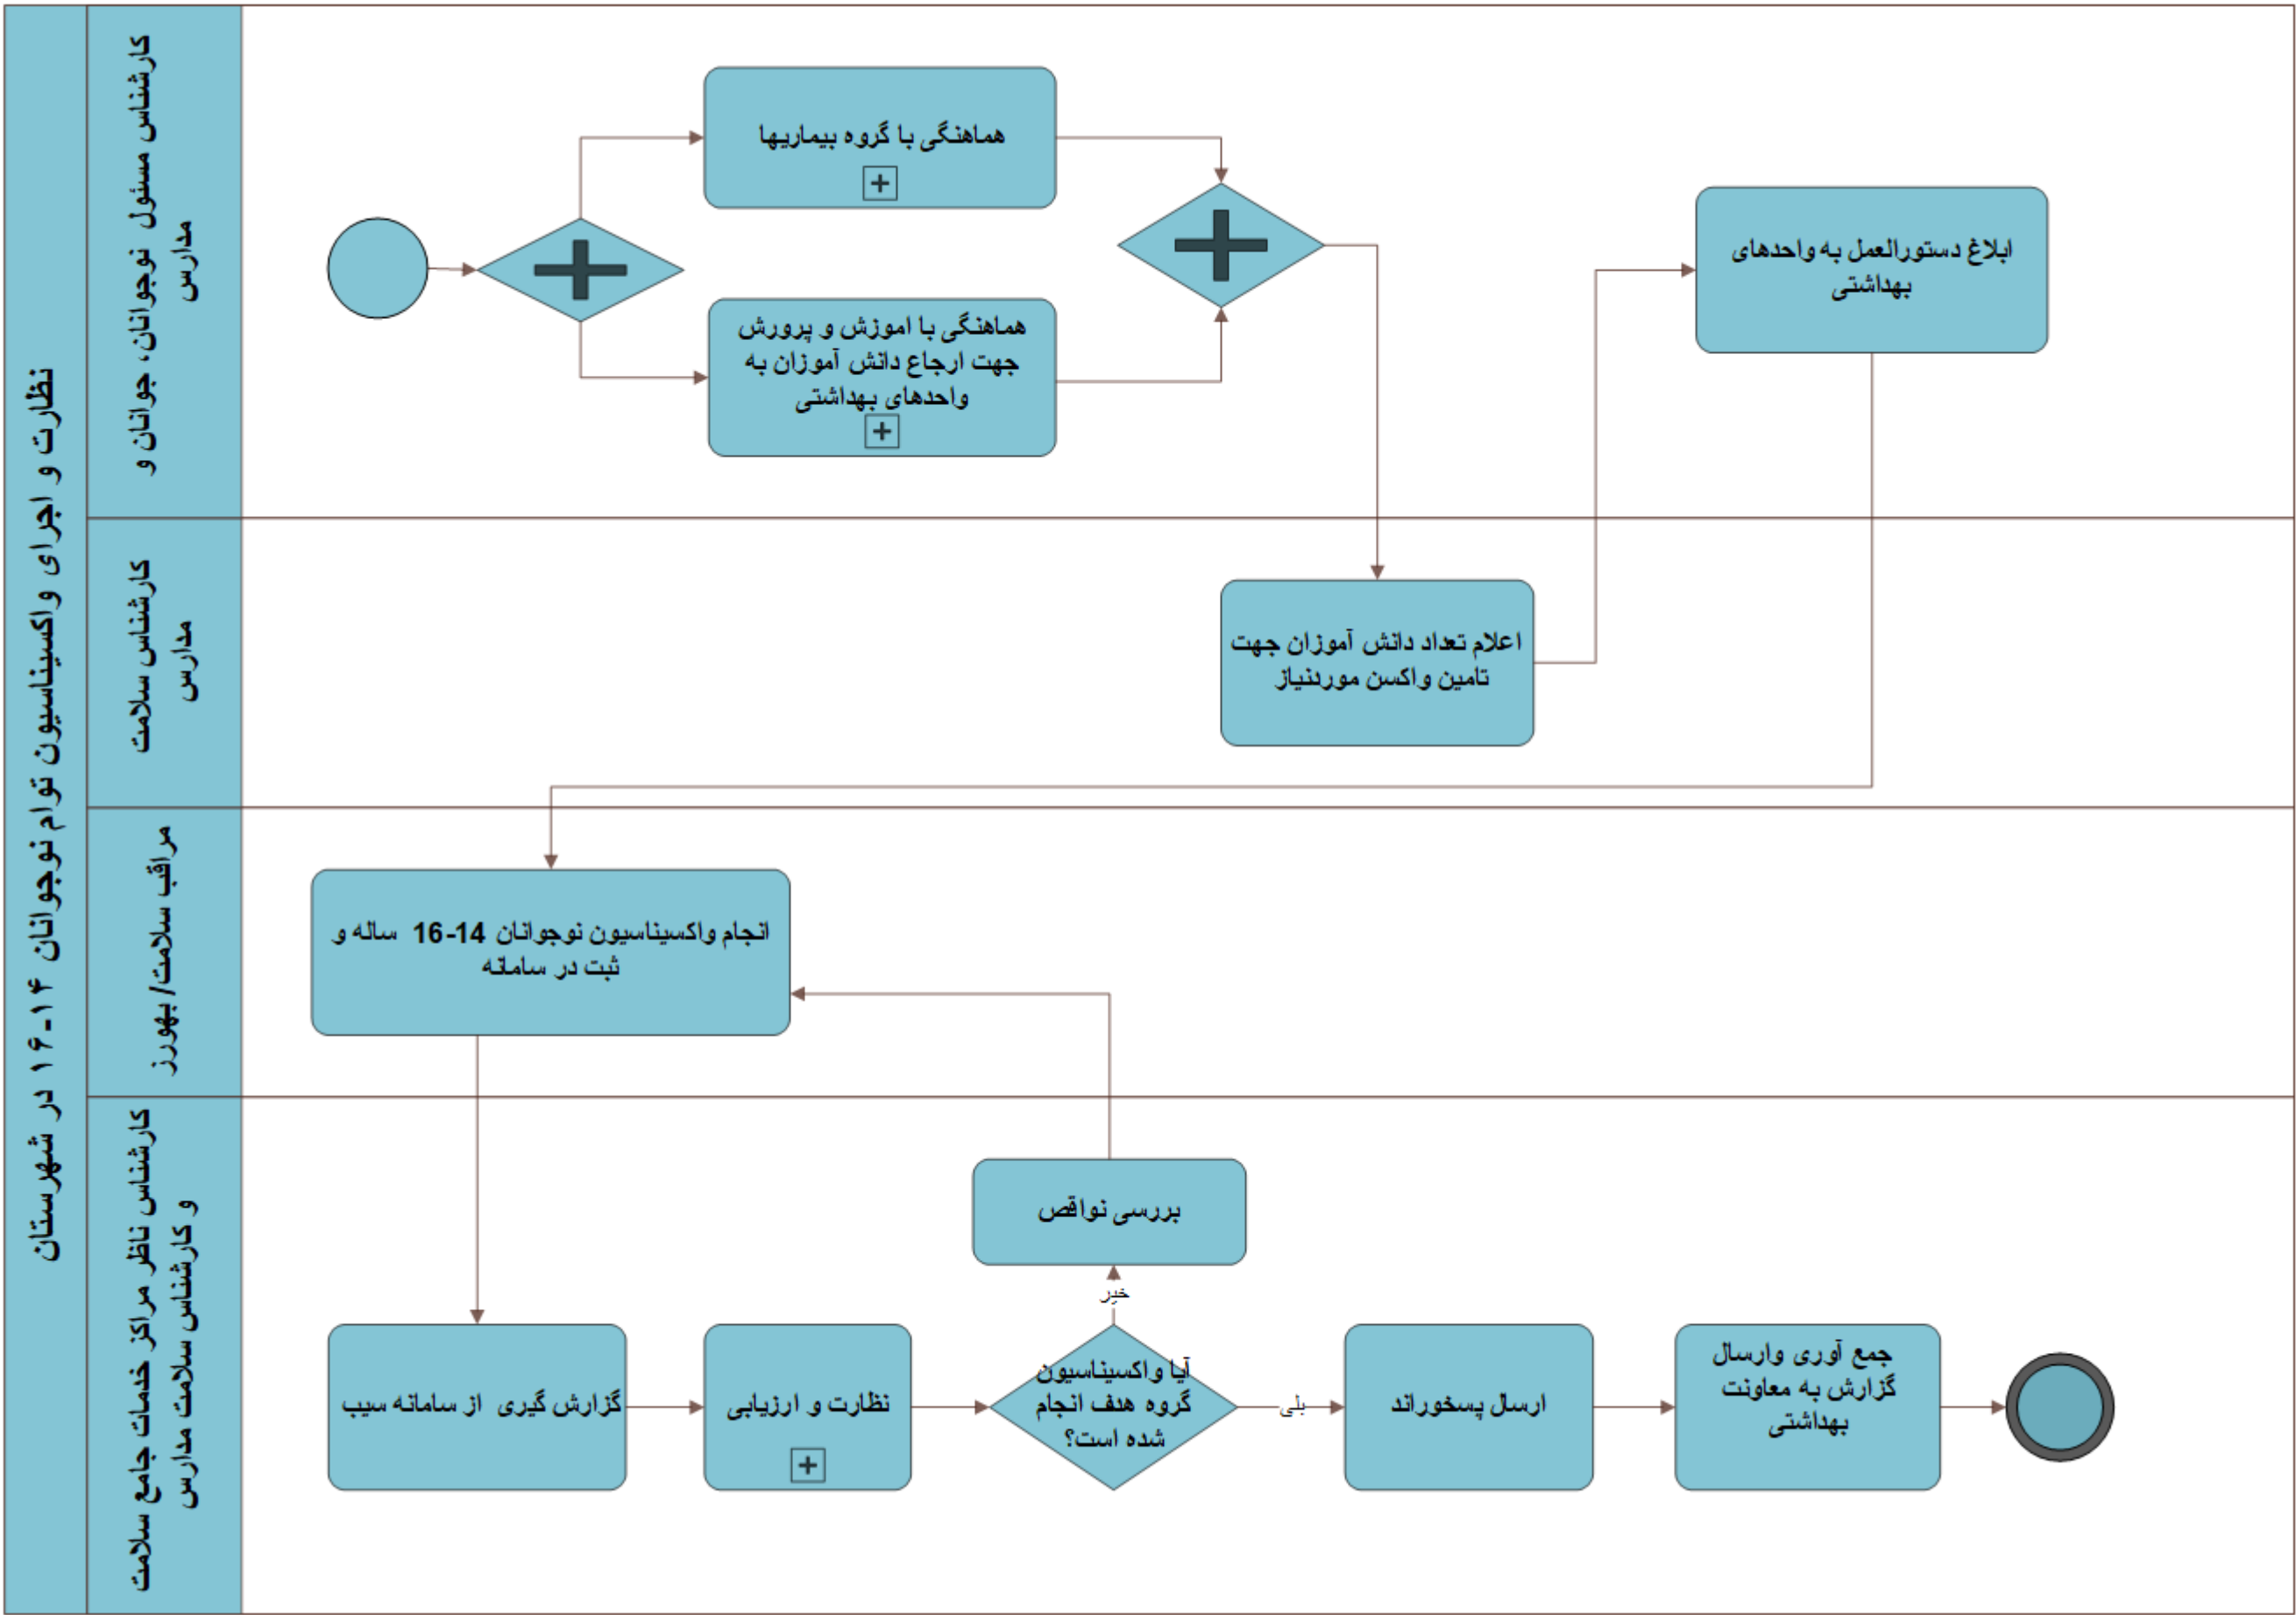 نظارت و اجرای واکسیناسیون توام نوجوانان ۱۴-۱۶ در شهرستان
کارشناس مسئول نوجوانان، جوانان و
مدارس
هماهنگی با گروه بیماریها
هماهنگی با اموزش و پرورش
جهت ارجاع دانش آموزان به
واحدهای بهداشتی
ابلاغ دستورالعمل به واحدهای
بهداشتی
کارشناس سلامت
مدارس
اعلام تعداد دانش آموزان جهت
تامین واکسن موردنیاز
مراقب سلامت/ بهورز
انجام واکسیناسیون نوجوانان 14-16 ساله و
ثبت در سامانه
کارشناس ناظر مراکز خدمات جامع سلامت
و کارشناس سلامت مدارس
بررسی نواقص
خیر
گزارش گیری از سامانه سیب
نظارت و ارزیابی
آیا واکسیناسیون
گروه هدف انجام
شده است؟
بلی
ارسال پسخوراند
جمع آوری وارسال
گزارش به معاونت
بهداشتی